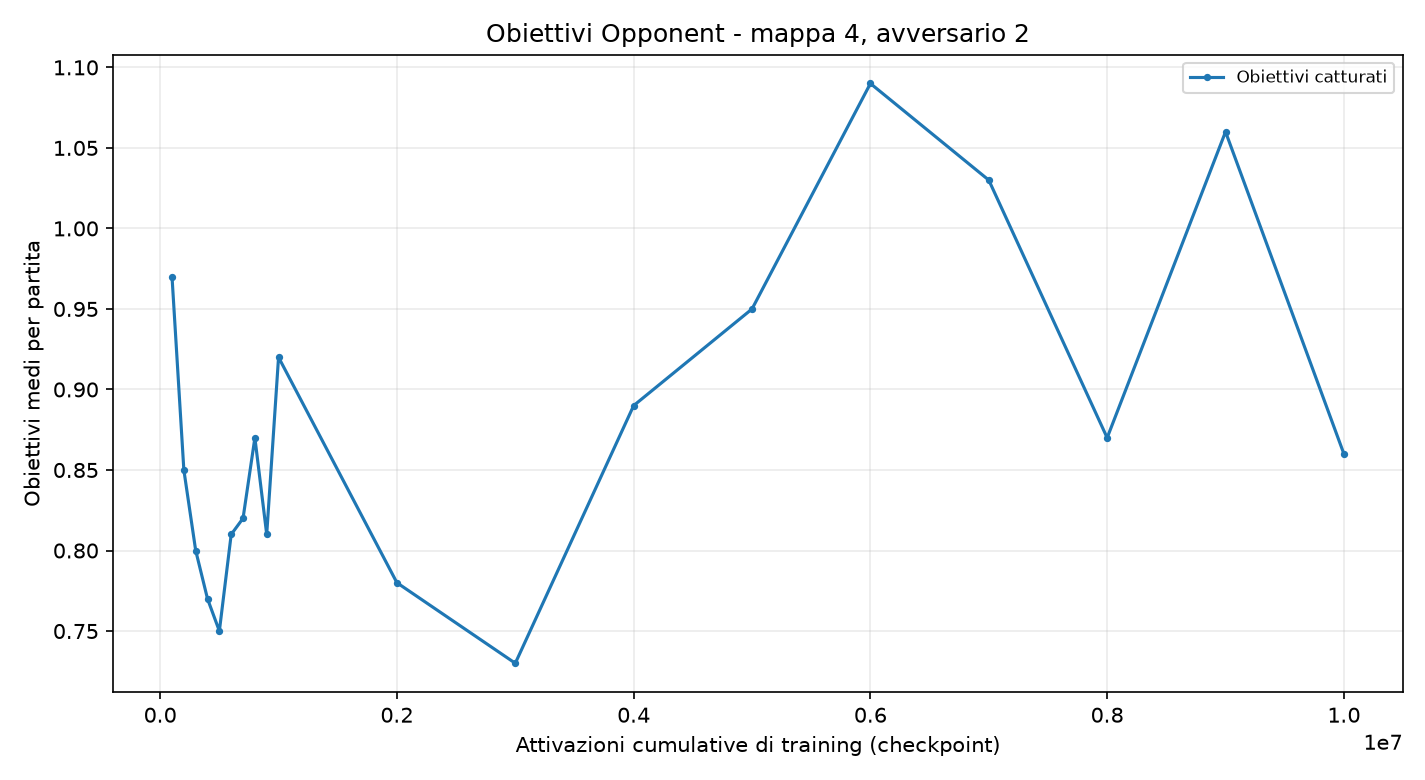 Obiettivi Opponent - mappa 4, avversario 2
Obiettivi catturati
Obiettivi medi per partita
1.10
1.05
1.00
0.95
0.90
0.85
0.80
0.75
0.0 0.2 0.4 0.6 0.8 1.0
1e7
Attivazioni cumulative di training (checkpoint)